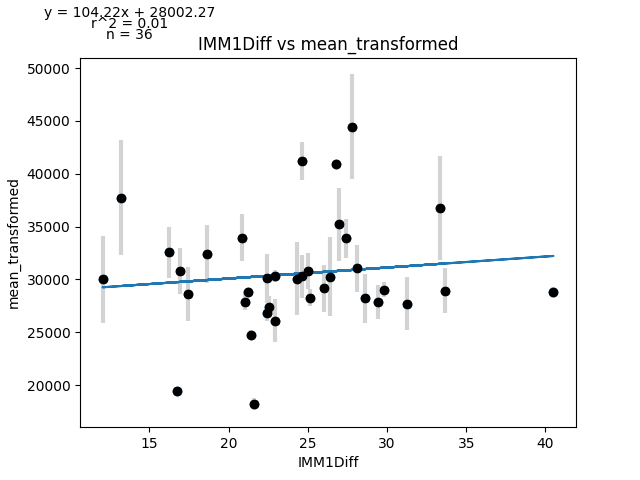 y = 104.22x + 28002.27
r^2 = 0.01
n = 36
IMM1Diff vs mean_transformed
50000
45000
40000
35000
30000
25000
20000
mean_transformed
15
20
25
30
35
40
IMM1Diff